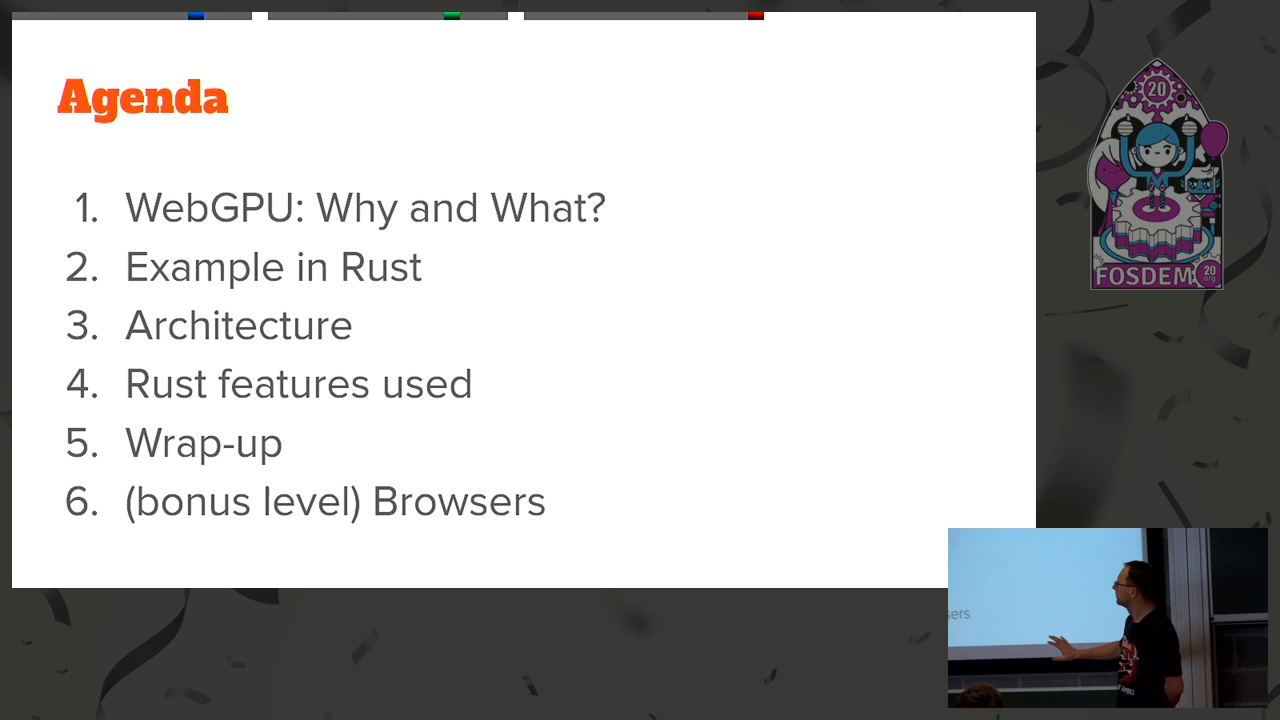 Agenda
1. WebGPU: Why and What?
2. Example in Rust
3. Architecture
4. Rust features used
5. Wrap-up
6. (bonus level) Browsers
20
FOSDEM
20
org
sers